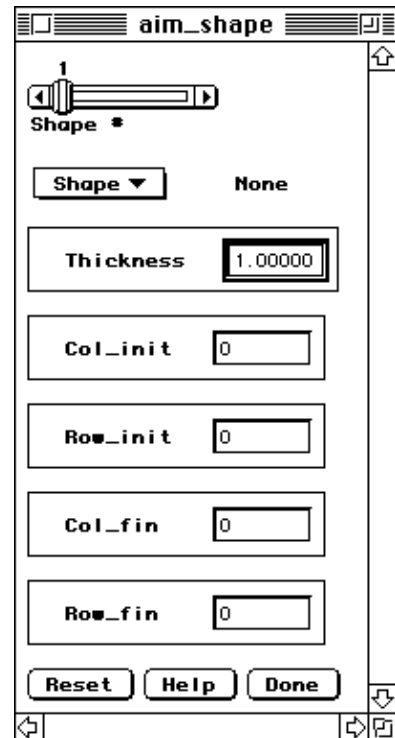 aim_shape
1
Shape #
Shape ▼ None
Thickness 1.00000
Col_init 0
Row_init 0
Col_fin 0
Row_fin 0
Reset Help Done